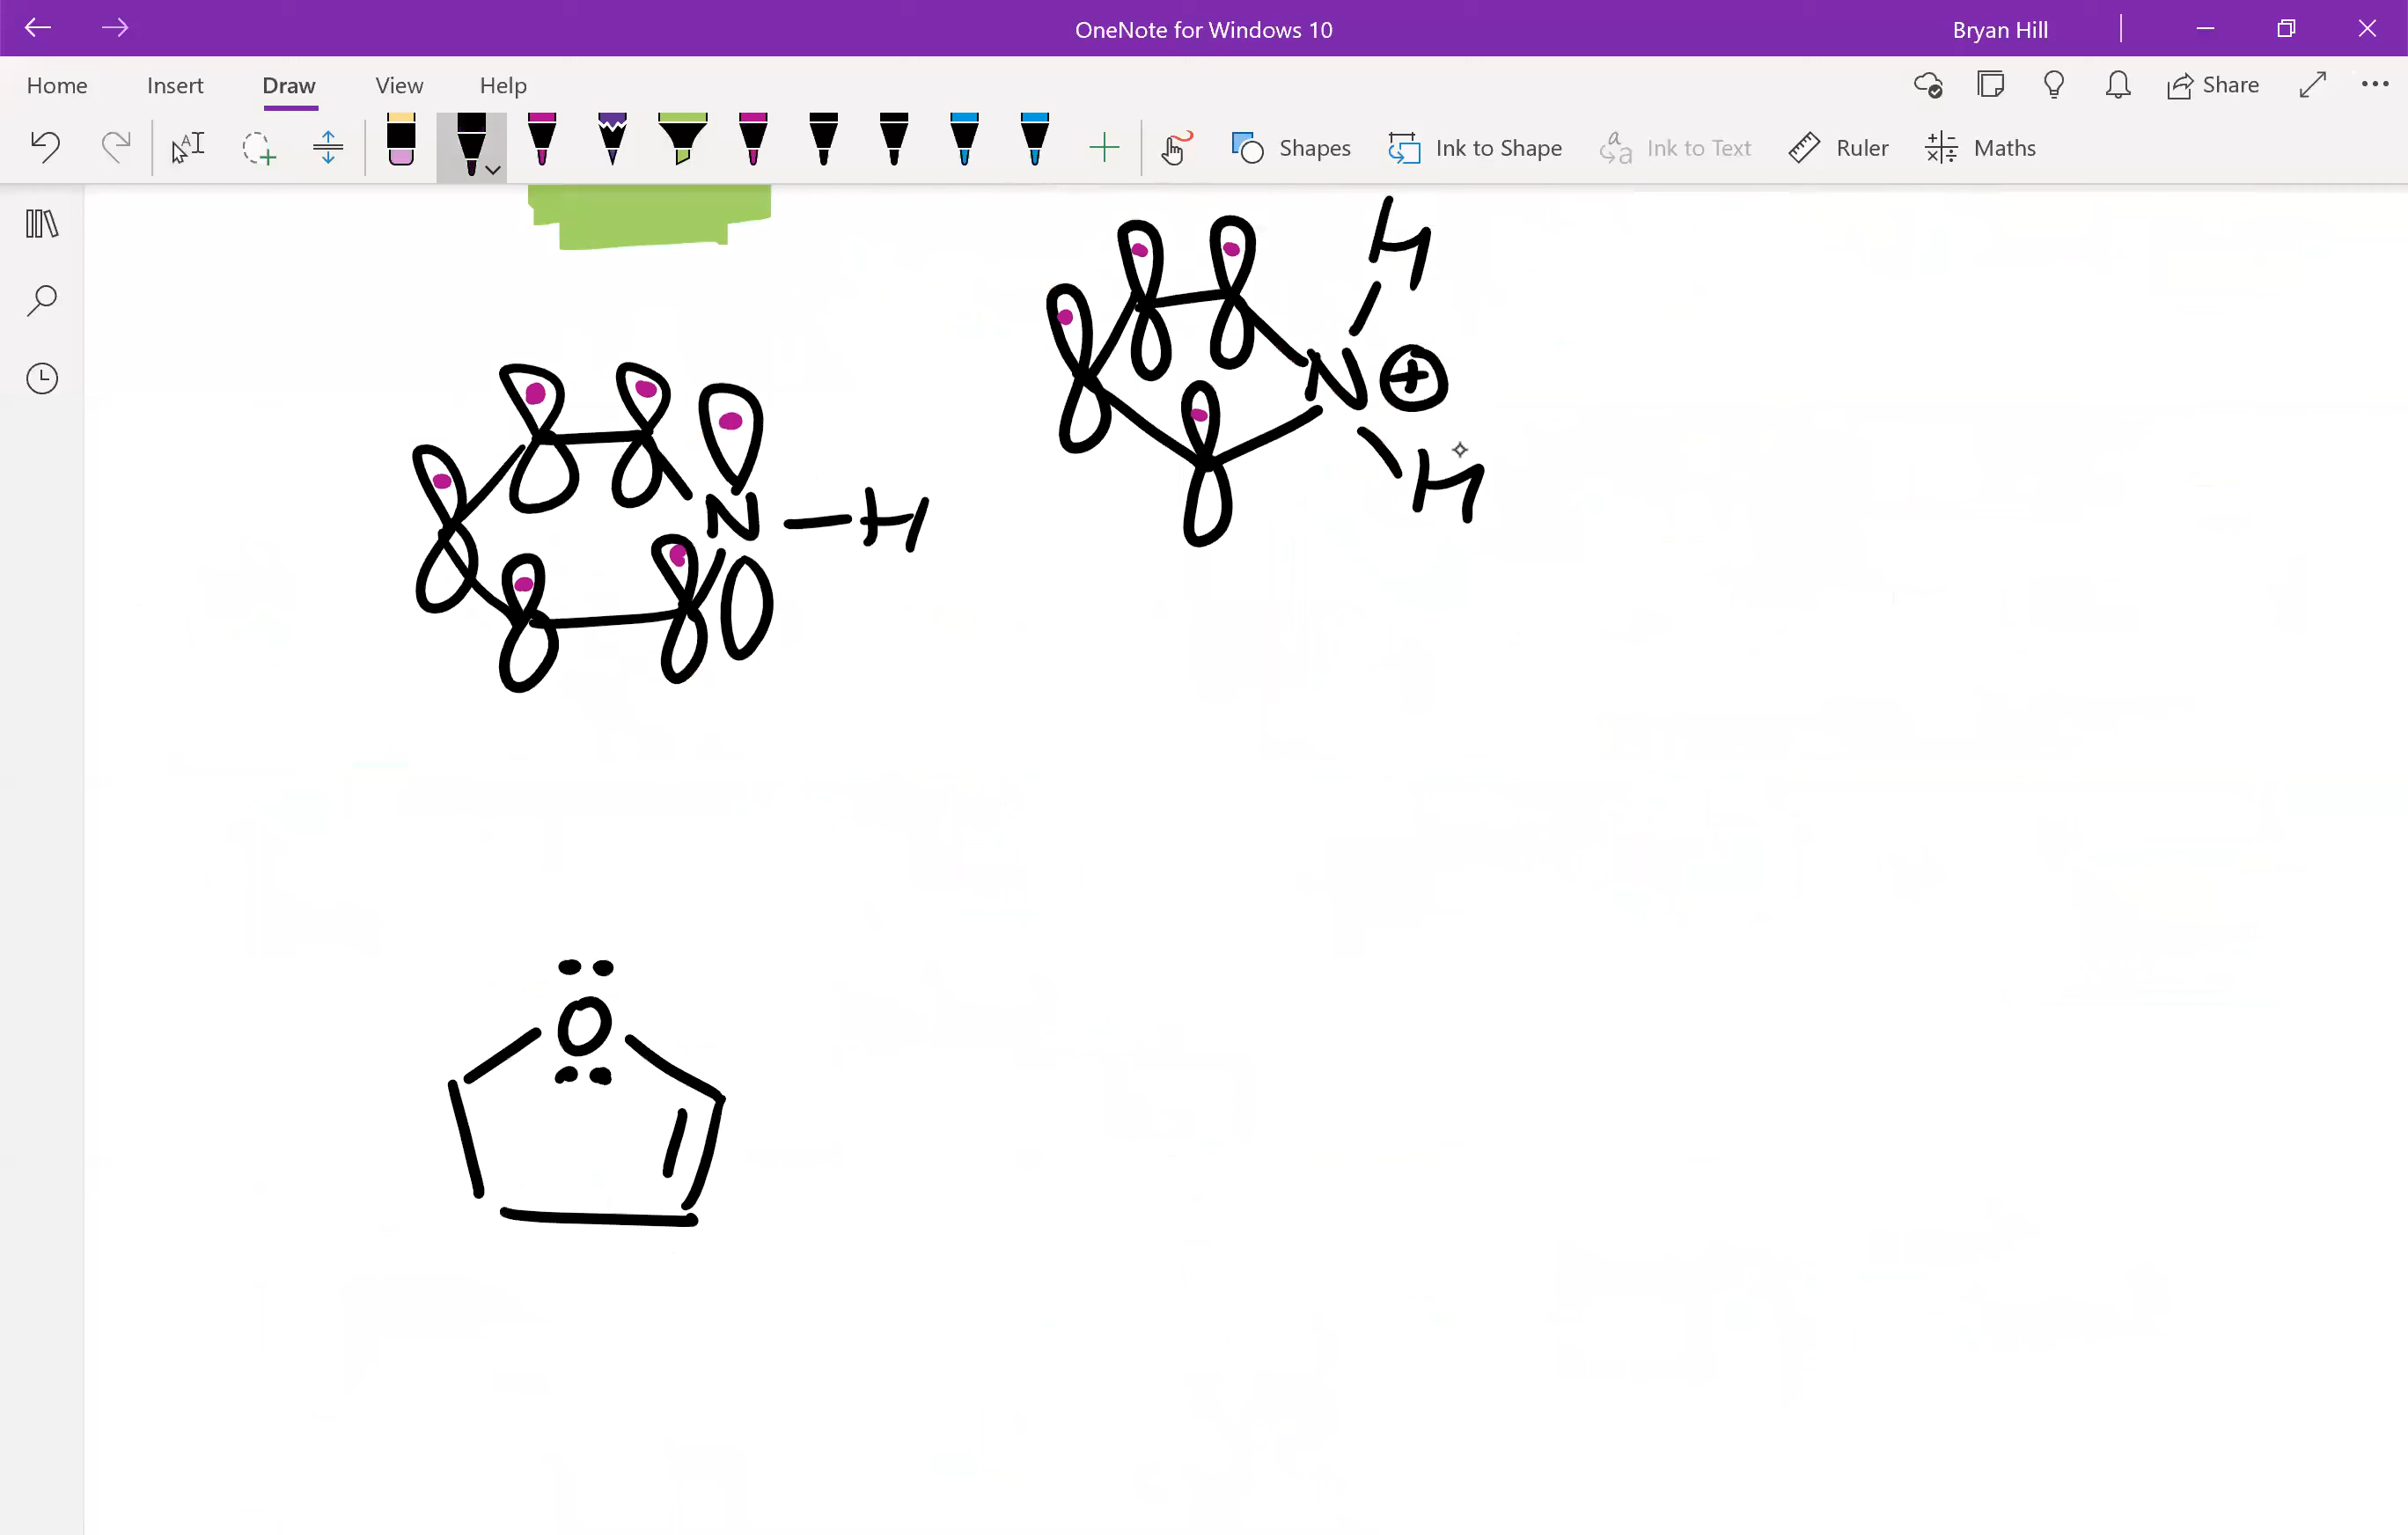 OneNote for Windows 10
Bryan Hill
Home Insert Draw View Help
Share
Shapes
Ink to Shape
Ink to Text
Ruler
Maths
H
N ⊕
H
N–H
O